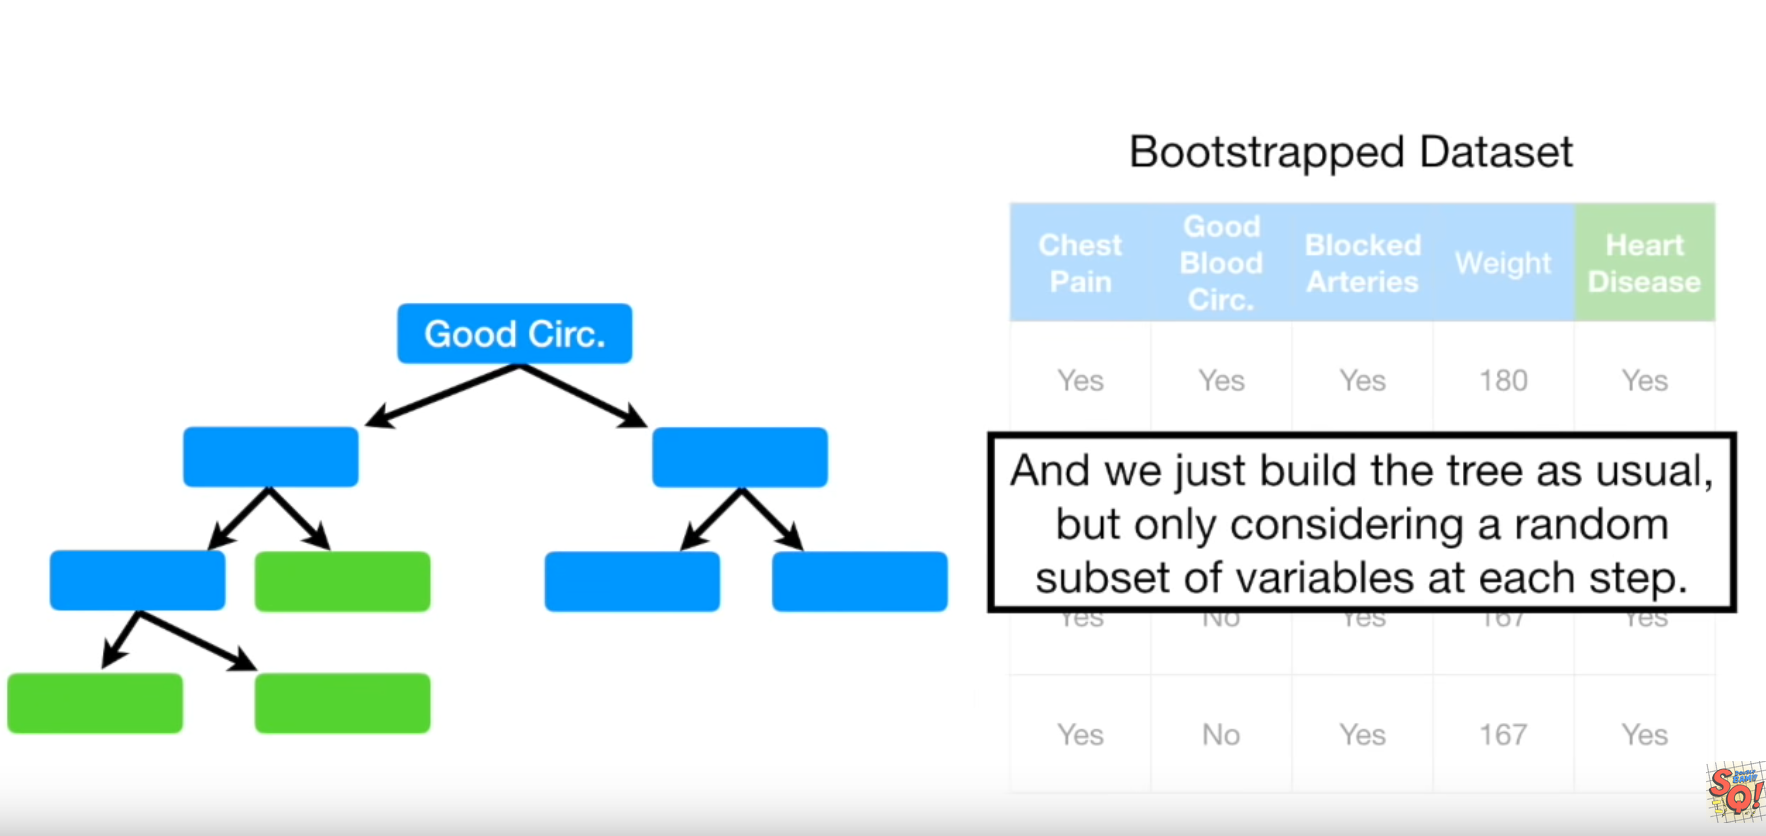 Bootstrapped Dataset
Chest Pain
Good Blood Circ.
Blocked Arteries
Weight
Heart Disease
Good Circ.
Yes Yes Yes 180 Yes
And we just build the tree as usual,
but only considering a random
subset of variables at each step.
Yes No Yes 167 Yes
Yes No Yes 167 Yes
SQ!